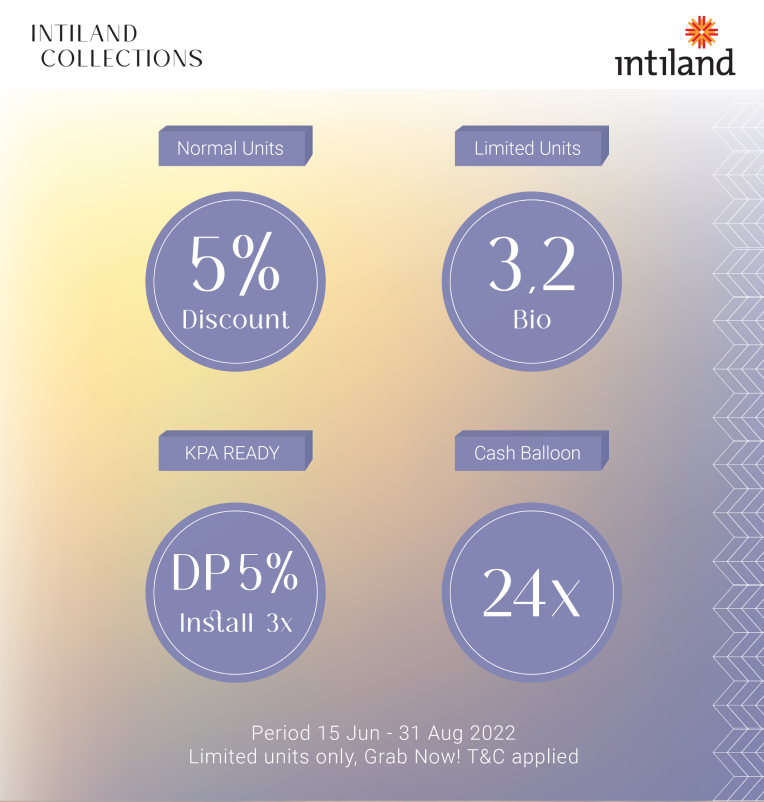 INTILAND
COLLECTIONS
intiland
Normal Units
5%
Discount
Limited Units
3,2
Bio
KPA READY
DP 5%
Install 3x
Cash Balloon
24x
Period 15 Jun - 31 Aug 2022
Limited units only, Grab Now! T&C applied